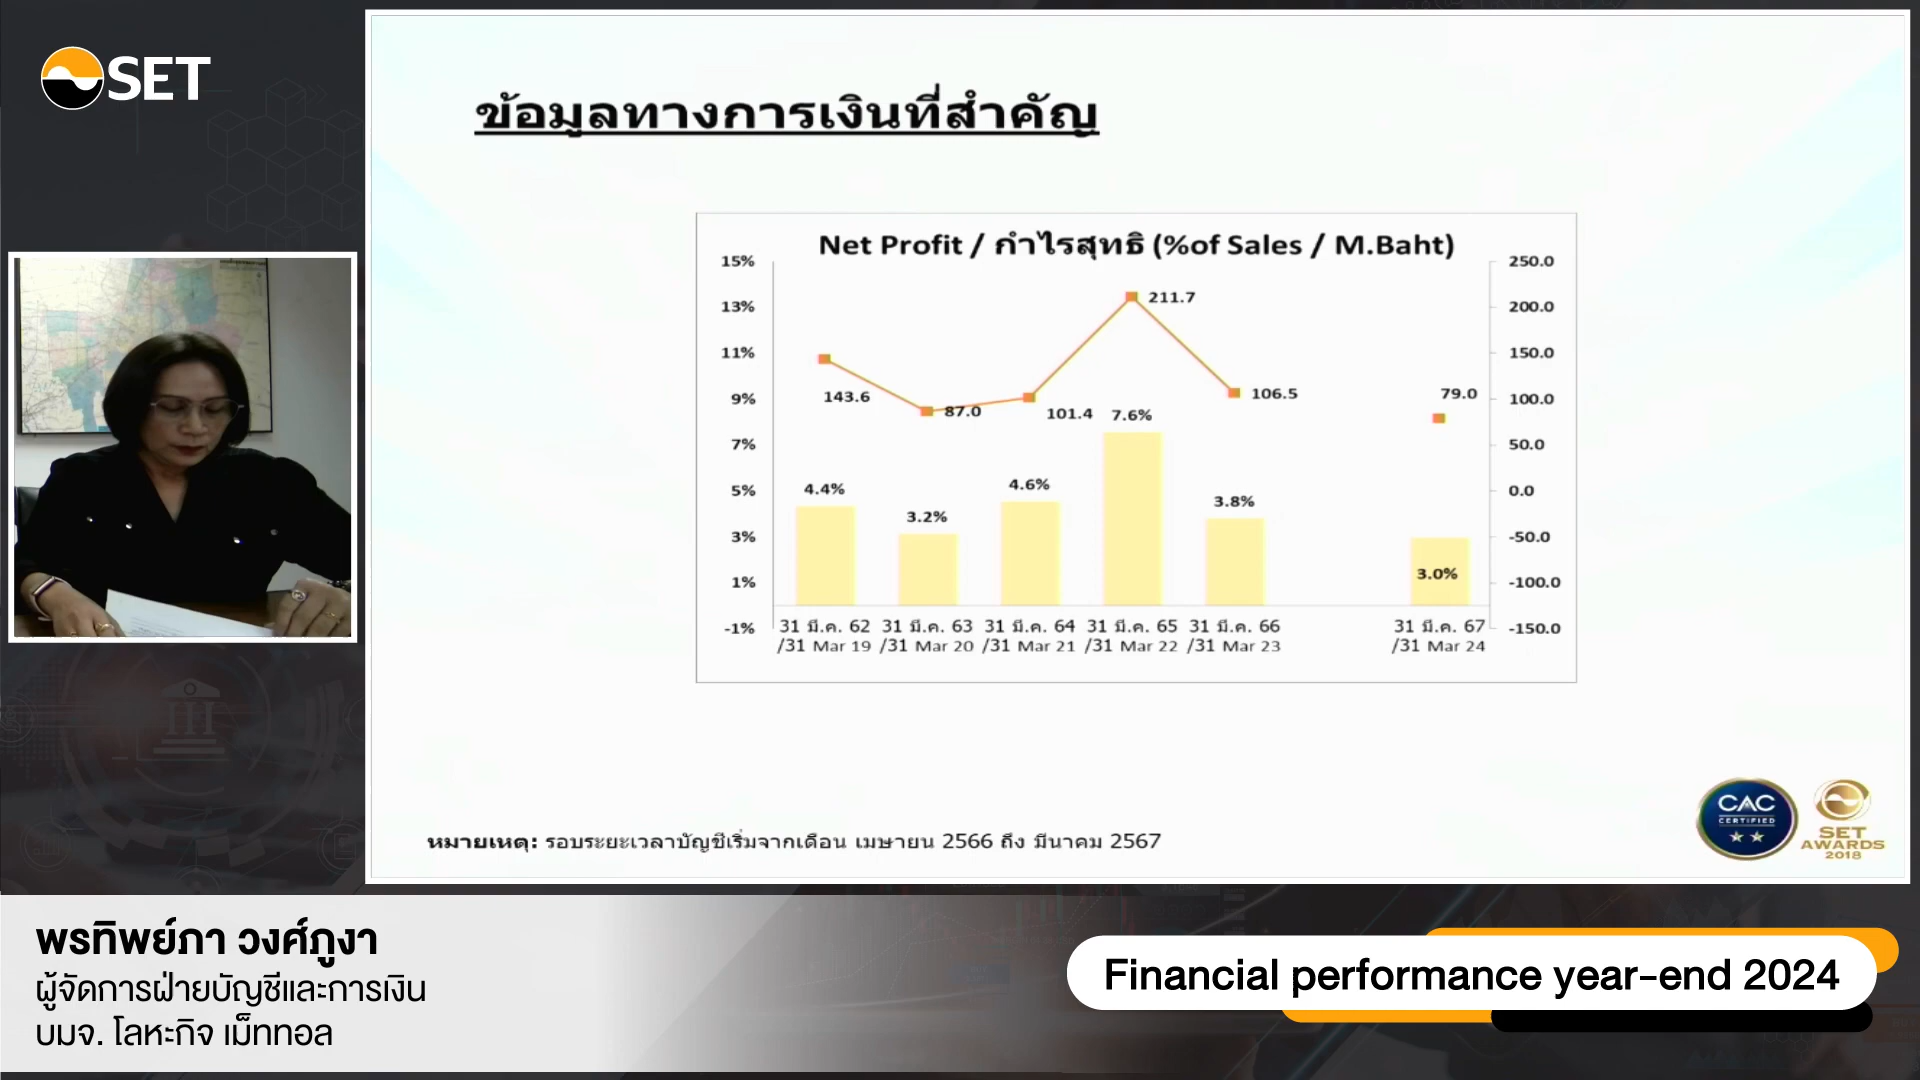 SET
ข้อมูลทางการเงินที่สำคัญ
Net Profit / กำไรสุทธิ (%of Sales / M.Baht)
15% 250.0
13% 200.0
11% 150.0
9% 100.0
7% 50.0
5% 0.0
3% -50.0
1% -100.0
-1% -150.0
143.6 87.0 101.4 211.7 106.5 79.0
4.4% 3.2% 4.6% 7.6% 3.8% 3.0%
31 มี.ค. 62 31 มี.ค. 63 31 มี.ค. 64 31 มี.ค. 65 31 มี.ค. 66 31 มี.ค. 67
/31 Mar 19 /31 Mar 20 /31 Mar 21 /31 Mar 22 /31 Mar 23 /31 Mar 24
หมายเหตุ: รอบระยะเวลาบัญชีเริ่มจากเดือน เมษายน 2566 ถึง มีนาคม 2567
CAC
CERTIFIED
SET
AWARDS
2018
พรทิพย์ภา วงศ์ภูงา
ผู้จัดการฝ่ายบัญชีและการเงิน
บมจ. โลหะกิจ เม็ททอล
Financial performance year-end 2024